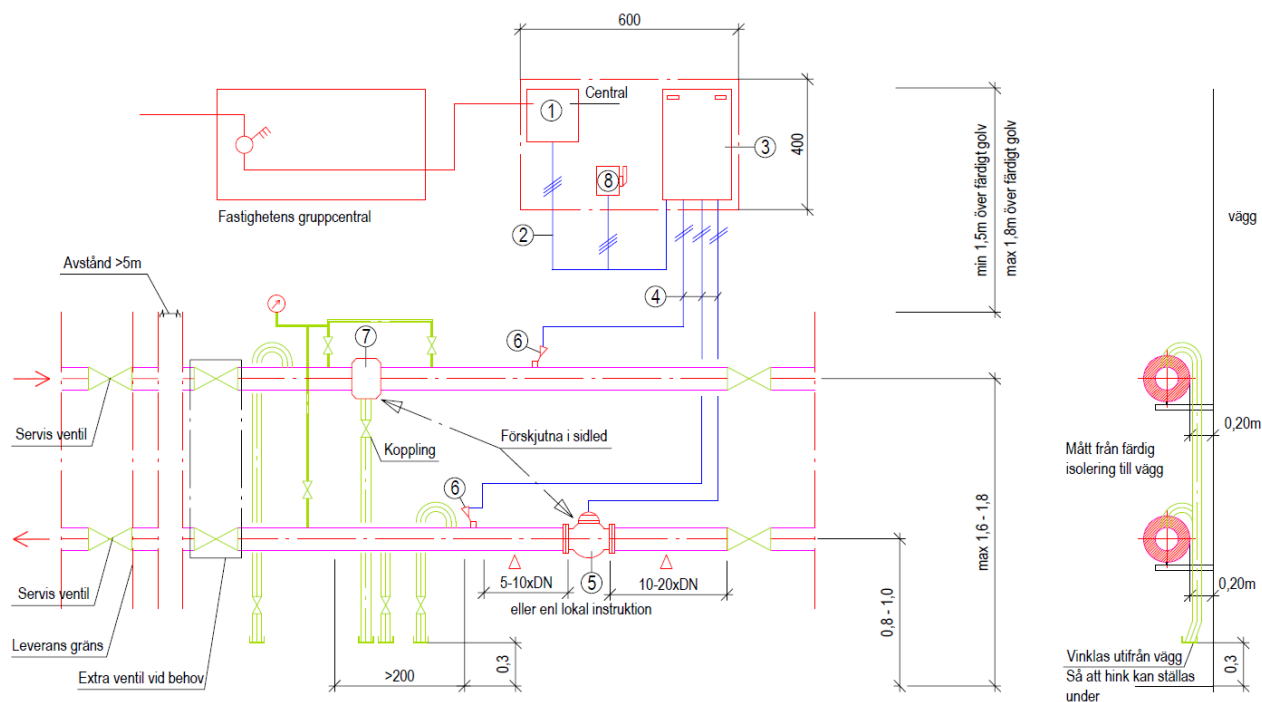 600
Central
1
3
400
8
Fastighetens gruppcentral
2
min 1,5m över färdigt golv
max 1,8m över färdigt golv
vägg
Avstånd >5m
4
7
6
Servis ventil
Koppling
Förskjutna i sidled
0,20m
Mått från färdig
isolering till vägg
6
max 1,6 - 1,8
5-10xDN
5
10-20xDN
eller enl lokal instruktion
0,20m
Servis ventil
0,8 - 1,0
Leverans gräns
Extra ventil vid behov
>200
0,3
Vinklas utifrån vägg
Så att hink kan ställas
under
0,3